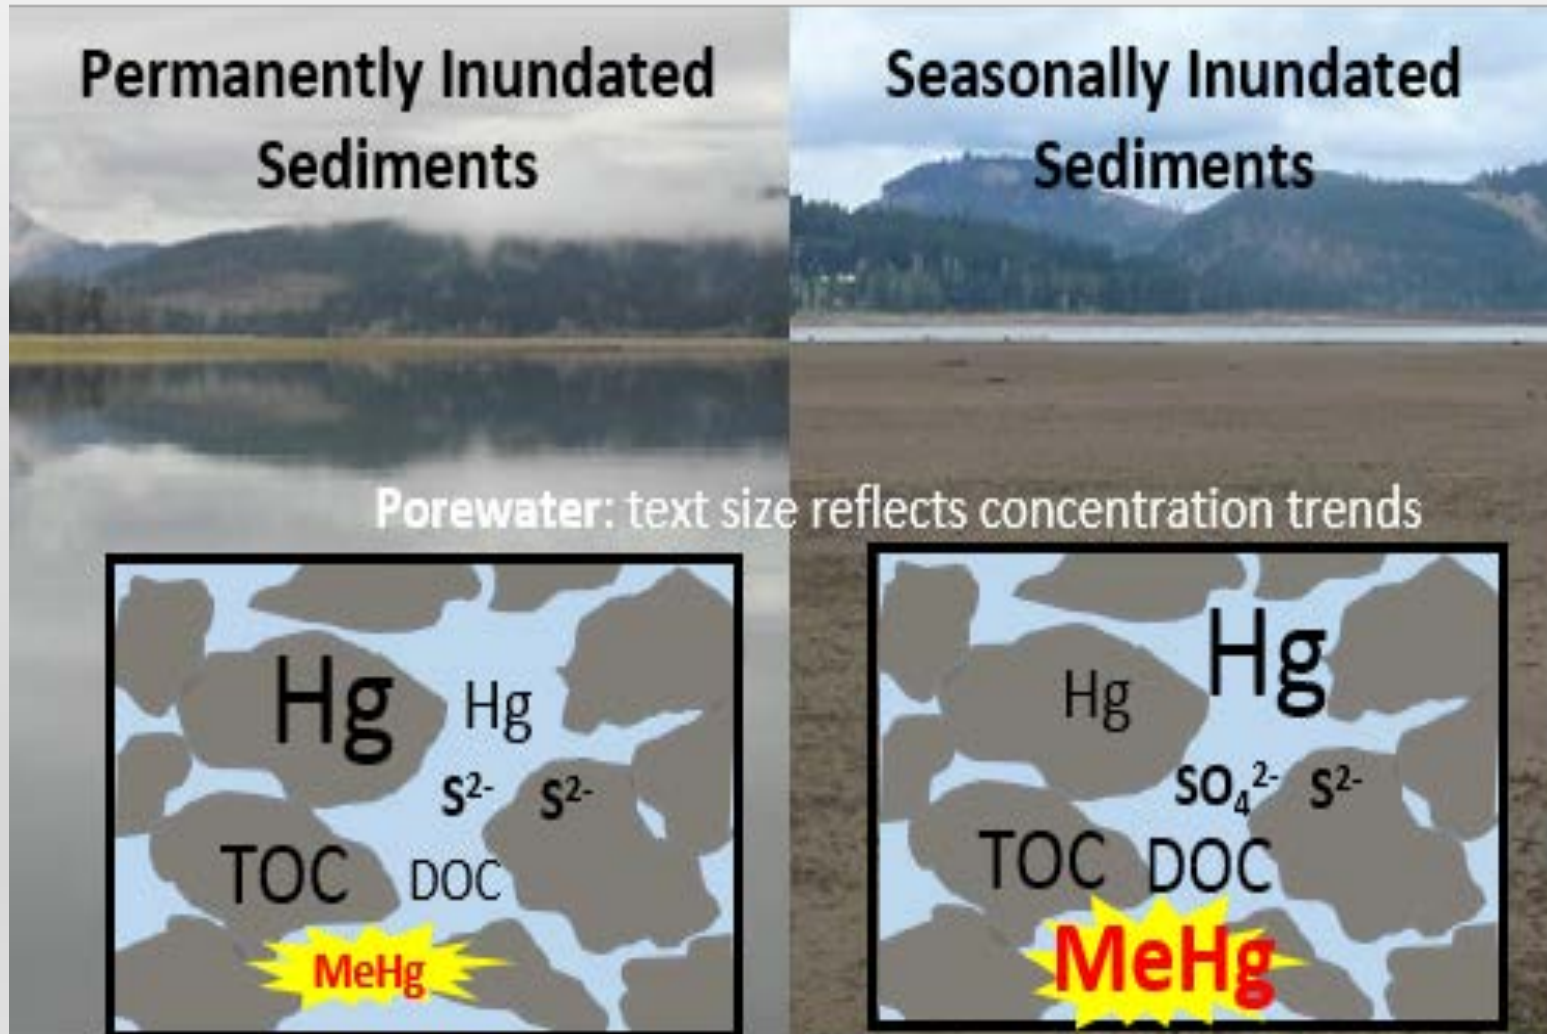 Permanently Inundated
Sediments
Seasonally Inundated
Sediments
Porewater: text size reflects concentration trends
Hg
Hg
S²⁻
S²⁻
TOC
DOC
MeHg
Hg
Hg
SO₄²⁻
S²⁻
TOC
DOC
MeHg